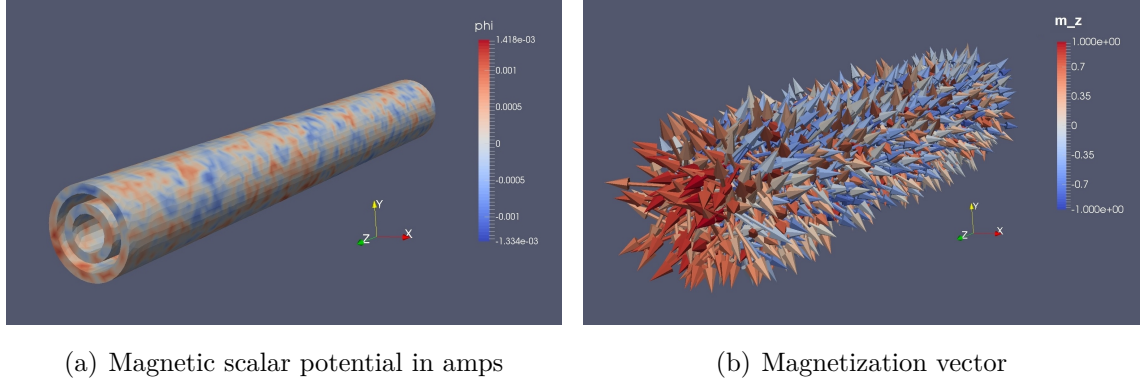 phi
1.418e-03
0.001
0.0005
0
-0.0005
-0.001
-1.334e-03
Y
Z
X
m_z
1.000e+00
0.7
0.35
0
-0.35
-0.7
-1.000e+00
Y
Z
X
(a) Magnetic scalar potential in amps
(b) Magnetization vector